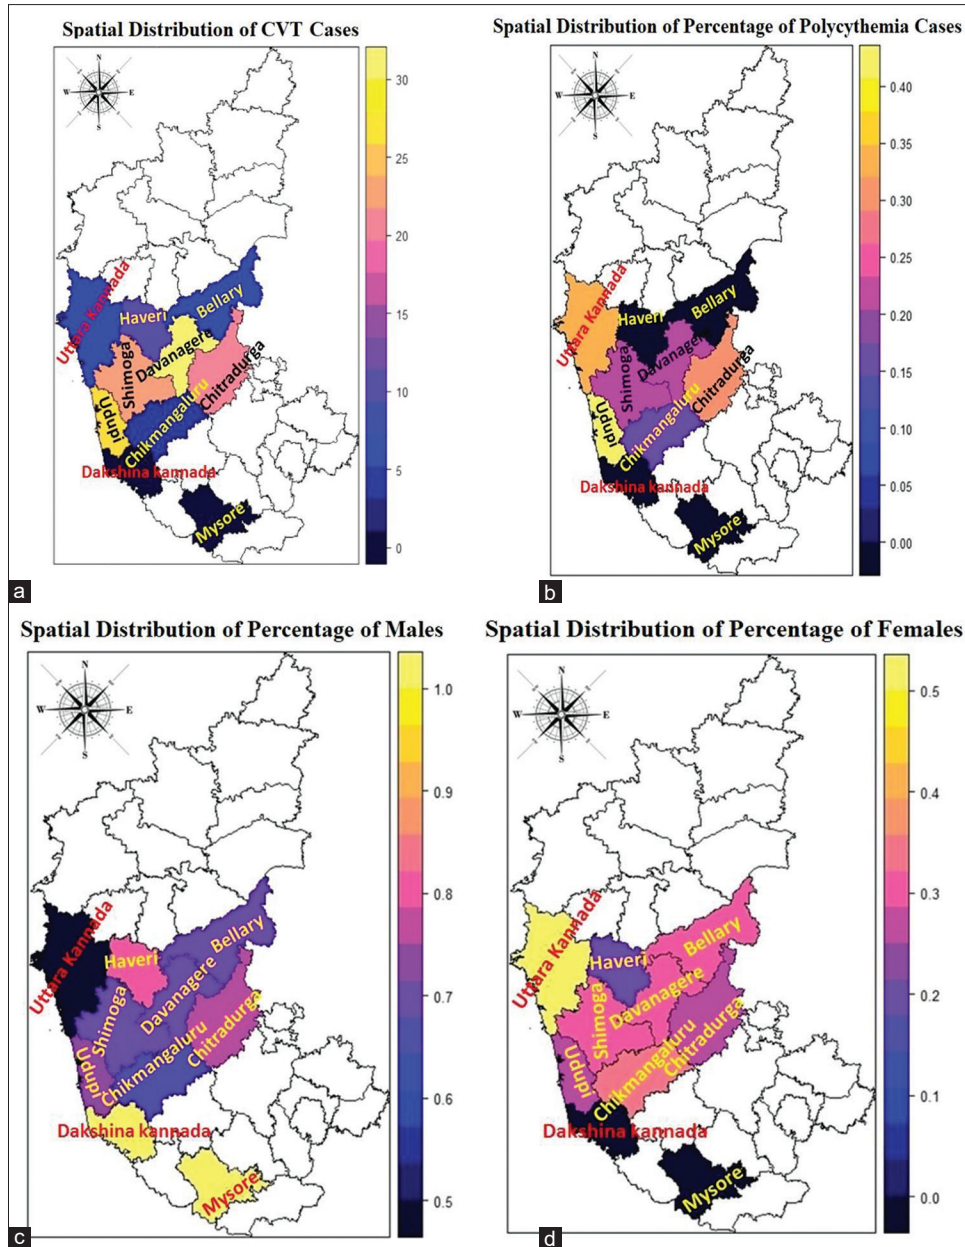 Spatial Distribution of CVT Cases
N
W
E
S
30
25
20
15
10
5
0
Uttara Kannada
Haveri
Bellary
Shimoga
Davanagere
Chitradurga
Udupi
Chikmangaluru
Dakshina kannada
Mysore
a
Spatial Distribution of Percentage of Polycythemia Cases
N
W
E
S
0.40
0.35
0.30
0.25
0.20
0.15
0.10
0.05
0.00
Uttara Kannada
Haveri
Bellary
Shimoga
Davanagere
Chitradurga
Udupi
Chikmangaluru
Dakshina kannada
Mysore
b
Spatial Distribution of Percentage of Males
N
W
E
S
1.0
0.9
0.8
0.7
0.6
0.5
Uttara Kannada
Haveri
Bellary
Shimoga
Davanagere
Chitradurga
Udupi
Chikmangaluru
Dakshina kannada
Mysore
c
Spatial Distribution of Percentage of Females
N
W
E
S
0.5
0.4
0.3
0.2
0.1
0.0
Uttara Kannada
Haveri
Bellary
Shimoga
Davanagere
Chitradurga
Udupi
Chikmangaluru
Dakshina kannada
Mysore
d